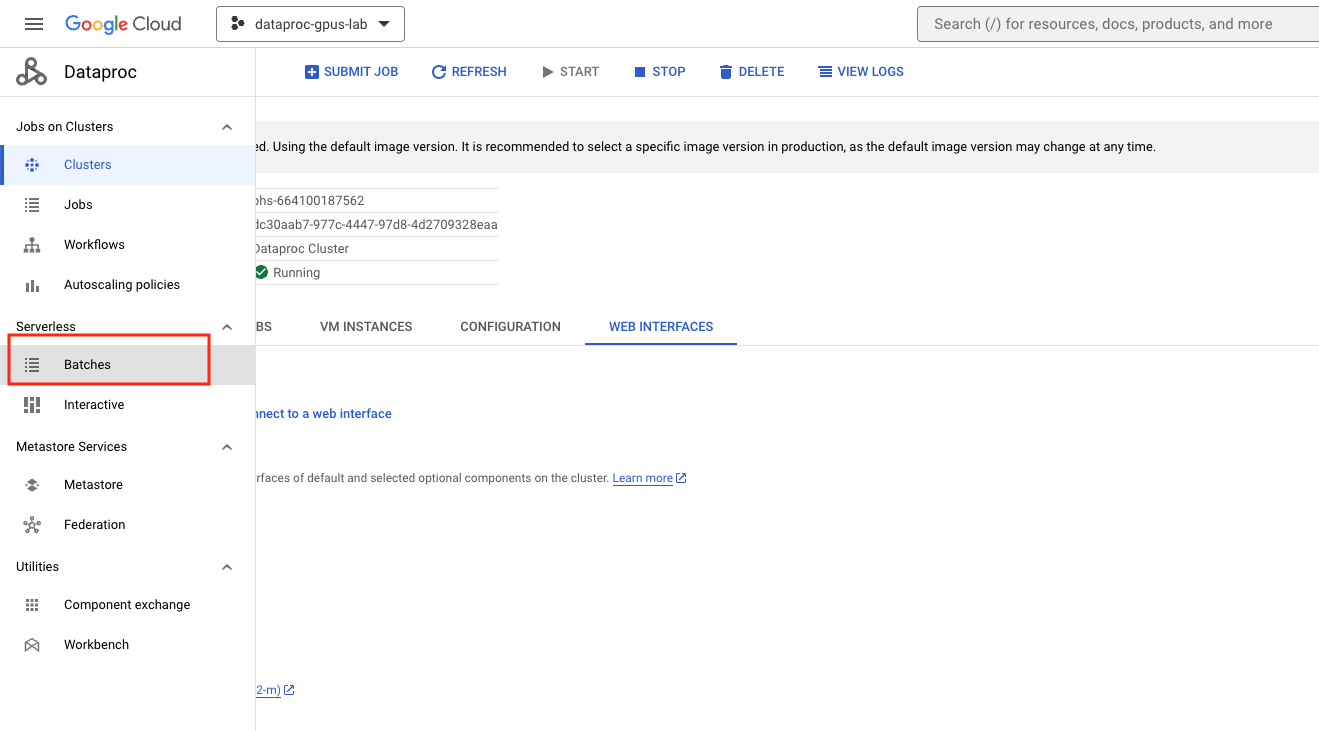 Google Cloud
dataproc-gpus-lab
Search (/) for resources, docs, products, and more
Dataproc
SUBMIT JOB
REFRESH
START
STOP
DELETE
VIEW LOGS
Jobs on Clusters
Clusters
Jobs
Workflows
Autoscaling policies
Serverless
Batches
Interactive
Metastore Services
Metastore
Federation
Utilities
Component exchange
Workbench
ed. Using the default image version. It is recommended to select a specific image version in production, as the default image version may change at any time.
phs-664100187562
dc30aab7-977c-4447-97d8-4d2709328eaa
Dataproc Cluster
Running
BS
VM INSTANCES
CONFIGURATION
WEB INTERFACES
nnect to a web interface
rfaces of default and selected optional components on the cluster. Learn more
2-m)